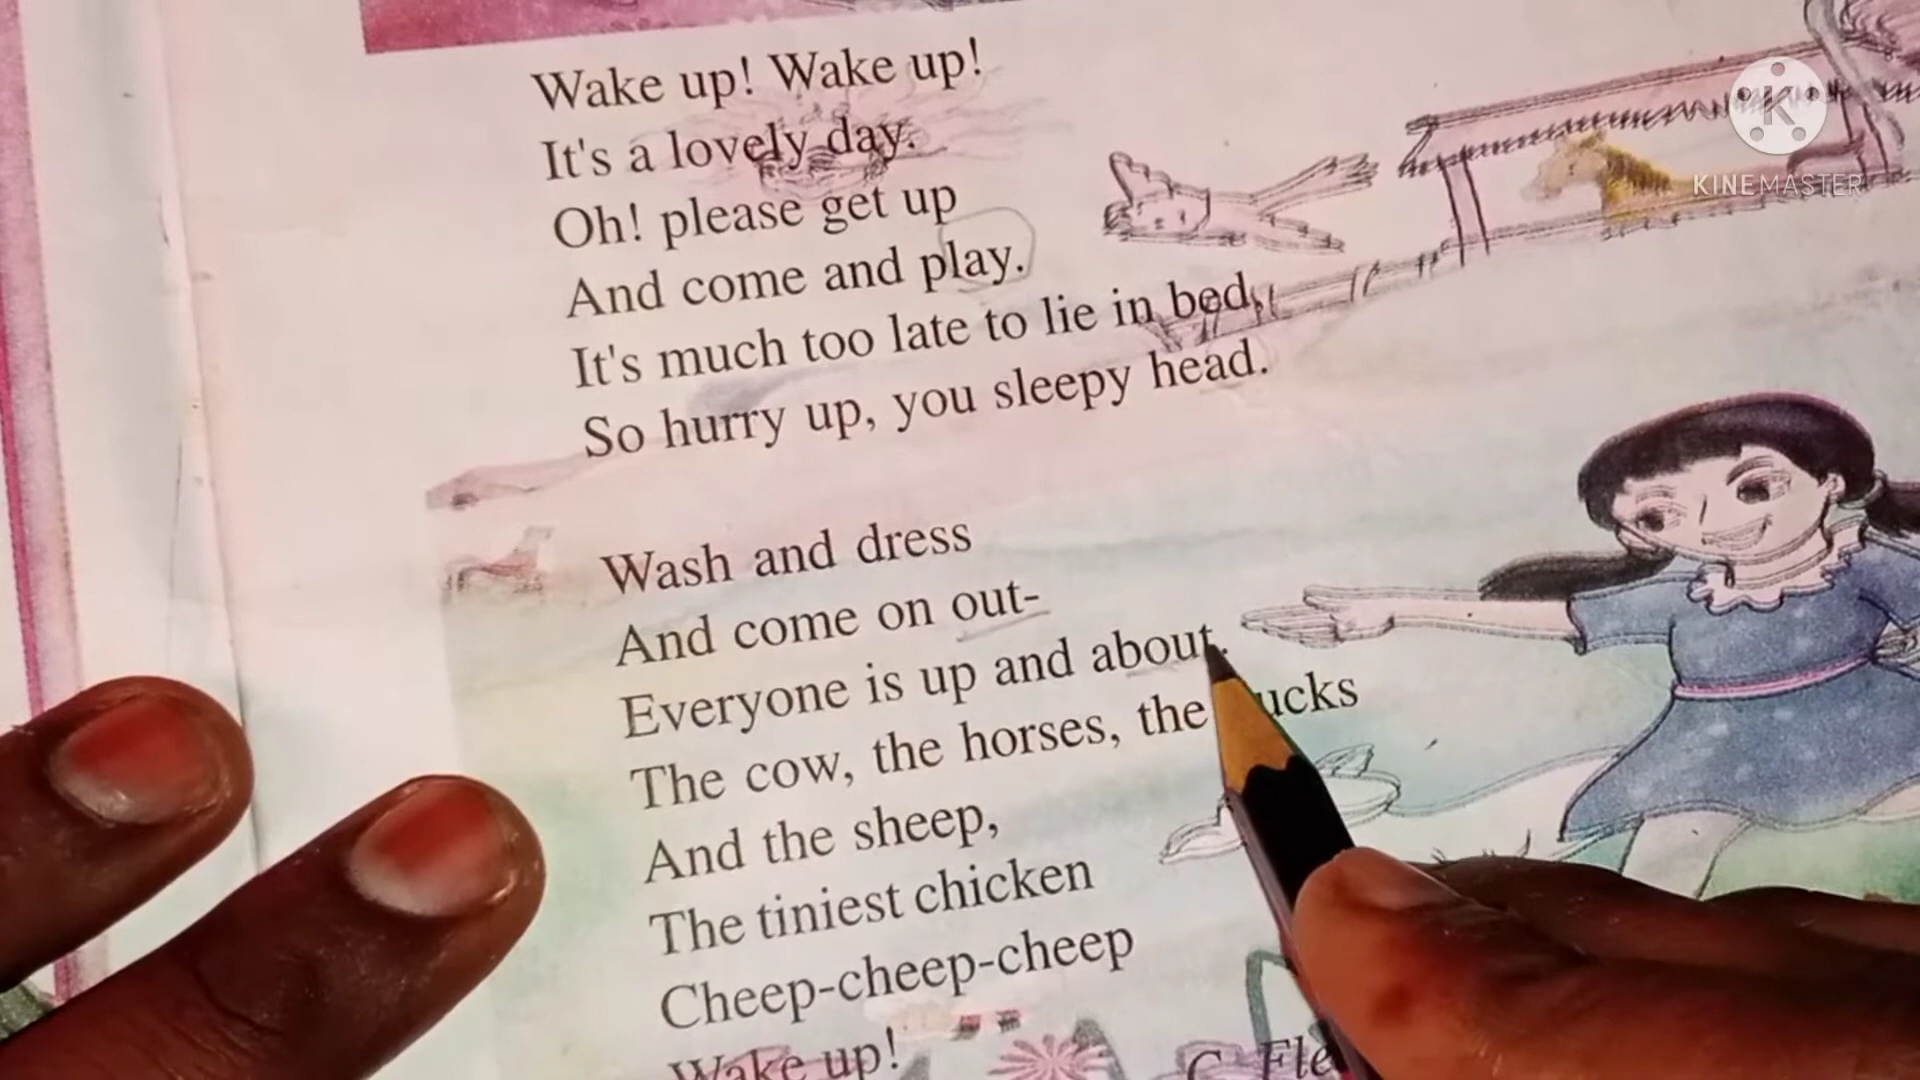 Wake up! Wake up!
It's a lovely day.
Oh! please get up
And come and play.
It's much too late to lie in bed,
So hurry up, you sleepy head.
Wash and dress
And come on out-
Everyone is up and about.
The cow, the horses, the ucks
And the sheep,
The tiniest chicken
Cheep-cheep-cheep
Wake up!
C. Fle
KINEMASTER